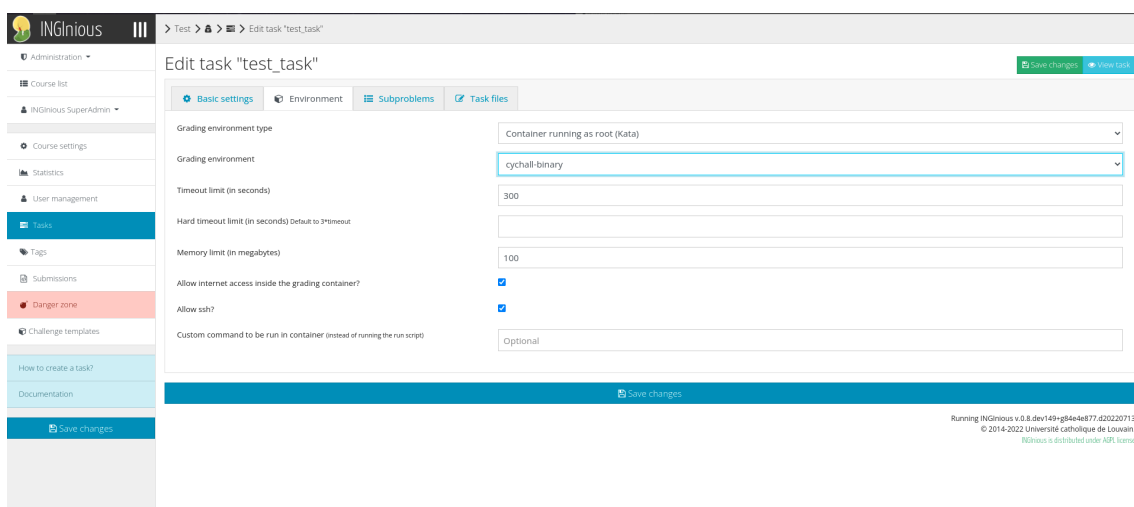 INGInious
Test
Edit task "test_task"
Administration
Course list
INGInious SuperAdmin
Course settings
Statistics
User management
Tasks
Tags
Submissions
Danger zone
Challenge templates
How to create a task?
Documentation
Save changes
Edit task "test_task"
Save changes
View task
Basic settings
Environment
Subproblems
Task files
Grading environment type
Container running as root (Kata)
Grading environment
cychall-binary
Timeout limit (in seconds)
300
Hard timeout limit (in seconds) Default to 3*timeout
Memory limit (in megabytes)
100
Allow internet access inside the grading container?
Allow ssh?
Custom command to be run in container (instead of running the run script)
Optional
Save changes
Running INGInious v.0.8.dev149+g84e4e877.d20220713
© 2014-2022 Université catholique de Louvain
INGInious is distributed under AGPL license